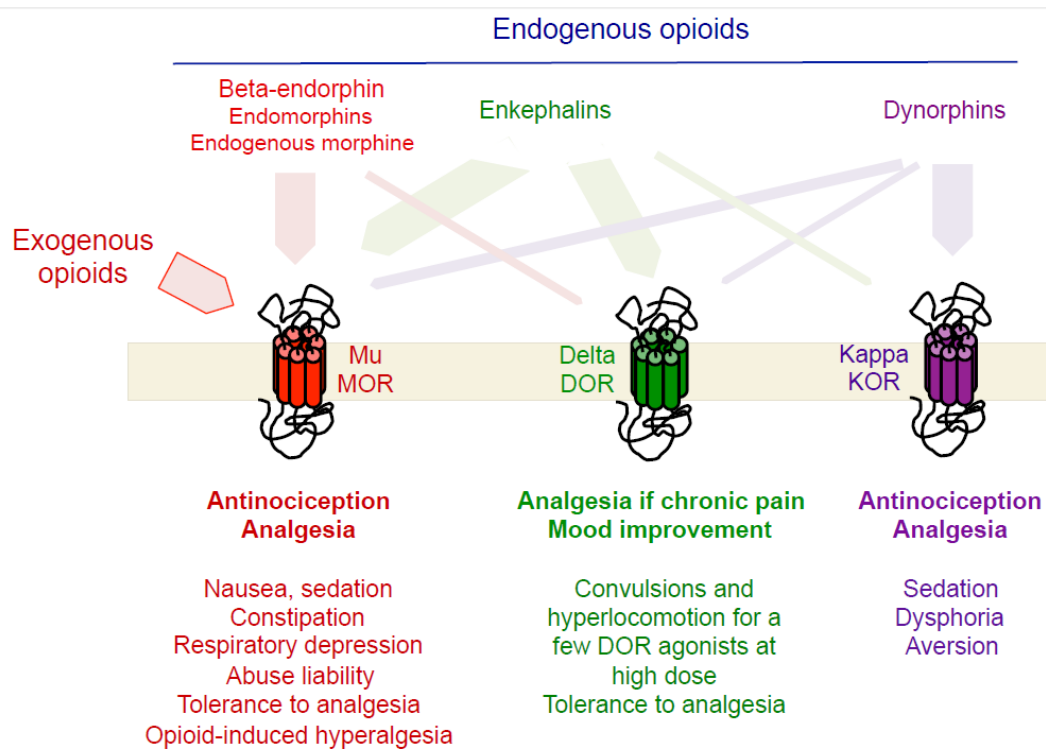 Endogenous opioids
Beta-endorphin
Endomorphins
Endogenous morphine
Enkephalins
Dynorphins
Exogenous
opioids
Mu
MOR
Delta
DOR
Kappa
KOR
Antinociception
Analgesia
Nausea, sedation
Constipation
Respiratory depression
Abuse liability
Tolerance to analgesia
Opioid-induced hyperalgesia
Analgesia if chronic pain
Mood improvement
Convulsions and
hyperlocomotion for a
few DOR agonists at
high dose
Tolerance to analgesia
Antinociception
Analgesia
Sedation
Dysphoria
Aversion